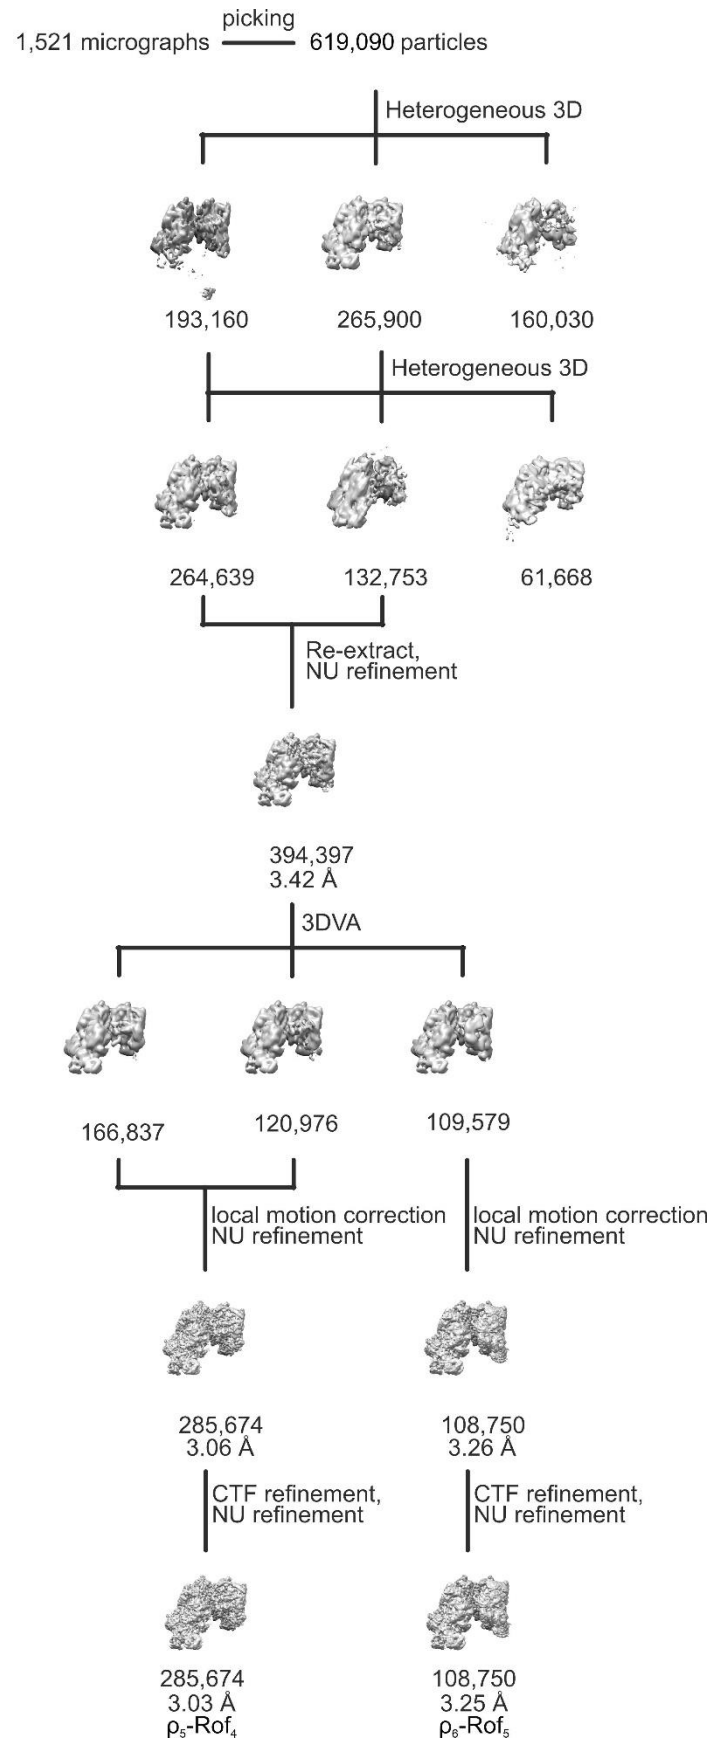 picking
1,521 micrographs 619,090 particles
Heterogeneous 3D
193,160 265,900 160,030
Heterogeneous 3D
264,639 132,753 61,668
Re-extract,
NU refinement
394,397
3.42 Å
3DVA
166,837 120,976 109,579
local motion correction local motion correction
NU refinement NU refinement
285,674 108,750
3.06 Å 3.26 Å
CTF refinement, CTF refinement,
NU refinement NU refinement
285,674 108,750
3.03 Å 3.25 Å
ρ₅-Rof₄ ρ₆-Rof₅